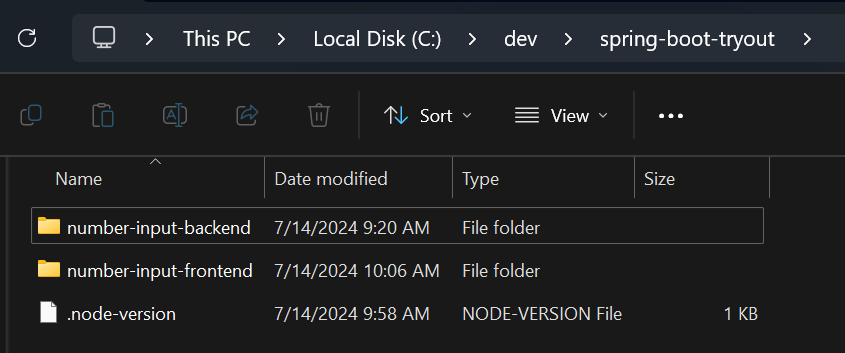 This PC > Local Disk (C:) > dev > spring-boot-tryout >
Sort View
Name Date modified Type Size
number-input-backend 7/14/2024 9:20 AM File folder
number-input-frontend 7/14/2024 10:06 AM File folder
.node-version 7/14/2024 9:58 AM NODE-VERSION File 1 KB